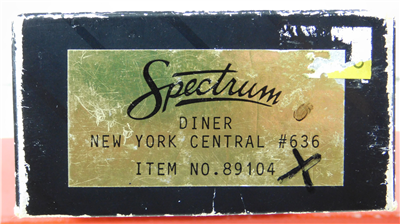 Spectrum
DINER
NEW YORK CENTRAL #636
ITEM NO.89104 X